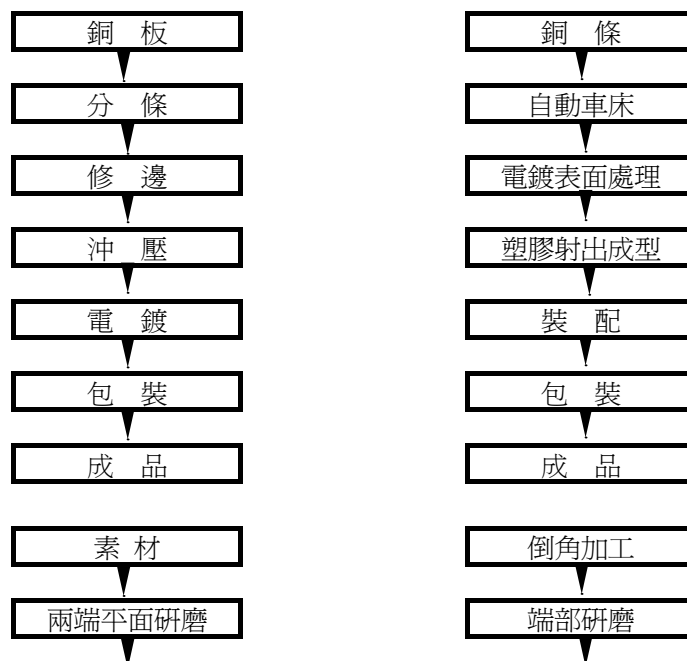 銅 板
分 條
修 邊
沖 壓
電 鍍
包 裝
成 品
銅 條
自動車床
電鍍表面處理
塑膠射出成型
裝 配
包 裝
成 品
素 材
兩端平面研磨
倒角加工
端部研磨